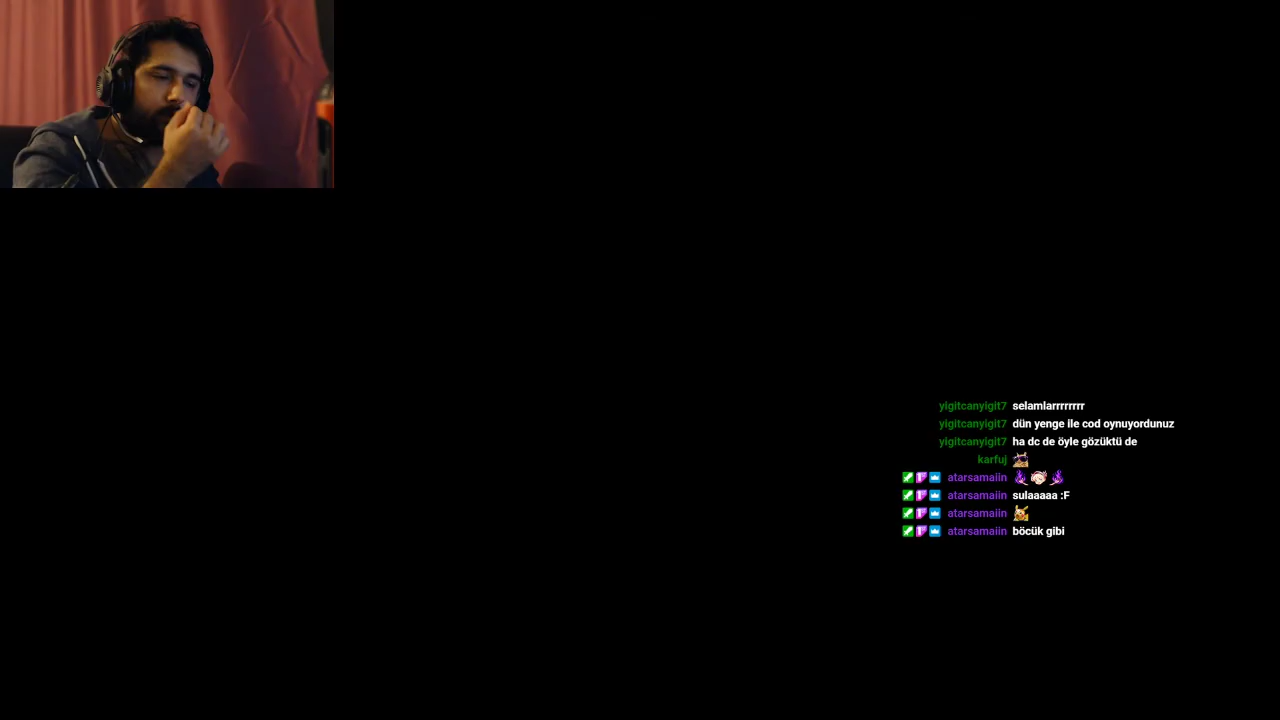 yigitcanyigit7 selamlarrrrrrrr
yigitcanyigit7 dün yenge ile cod oynuyordunuz
yigitcanyigit7 ha dc de öyle gözüktü de
karfuj
atarsamaiin
atarsamaiin sulaaaaa :F
atarsamaiin
atarsamaiin böcük gibi